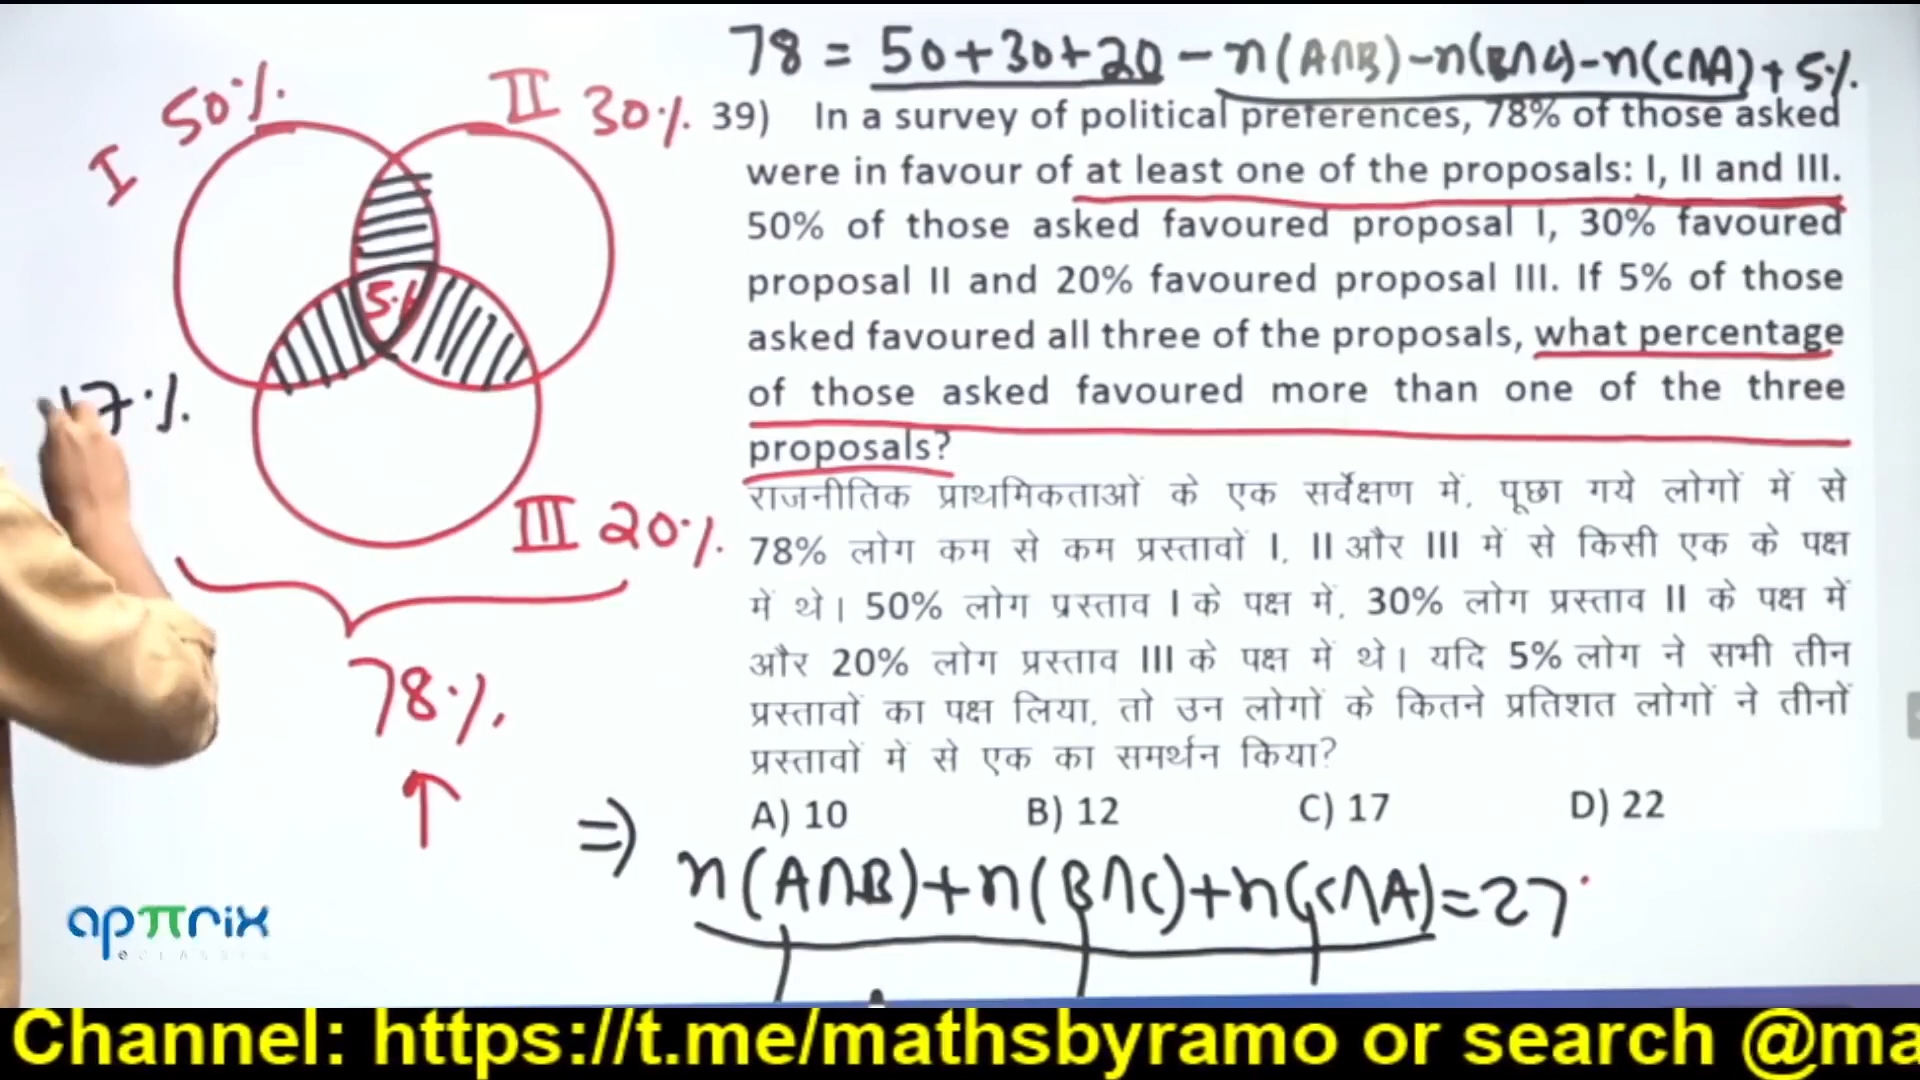 78 = 50+30+20 - n(A∩B)-n(B∩C)-n(C∩A)+5%.
I 50%. II 30%.
39) In a survey of political preferences, 78% of those asked
were in favour of at least one of the proposals: I, II and III.
50% of those asked favoured proposal I, 30% favoured
proposal II and 20% favoured proposal III. If 5% of those
asked favoured all three of the proposals, what percentage
of those asked favoured more than one of the three
proposals?
5%
17%.
III 20%.
78%.
राजनीतिक प्राथमिकताओं के एक सर्वेक्षण में, पूछा गये लोगों में से
78% लोग कम से कम प्रस्तावों I, II और III में से किसी एक के पक्ष
में थे। 50% लोग प्रस्ताव I के पक्ष में, 30% लोग प्रस्ताव II के पक्ष में
और 20% लोग प्रस्ताव III के पक्ष में थे। यदि 5% लोग ने सभी तीन
प्रस्तावों का पक्ष लिया, तो उन लोगों के कितने प्रतिशत लोगों ने तीनों
प्रस्तावों में से एक का समर्थन किया?
A) 10 B) 12 C) 17 D) 22
⇒ n(A∩B)+n(B∩C)+n(C∩A)=27
apππrix
Channel: https://t.me/mathsbyramo or search @ma